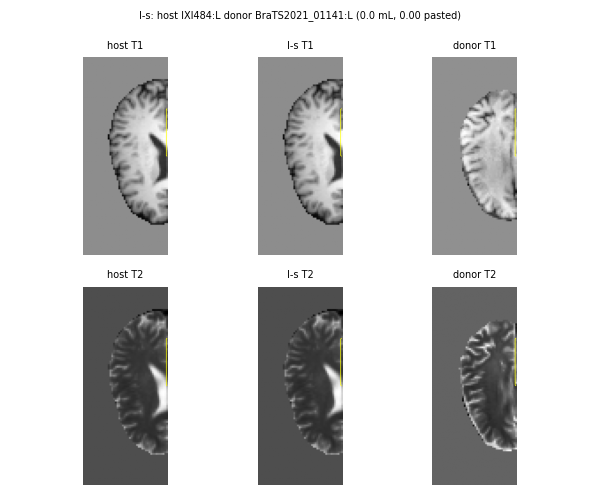 l-s: host IXI484:L donor BraTS2021_01141:L (0.0 mL, 0.00 pasted)
host T1
l-s T1
donor T1
host T2
l-s T2
donor T2